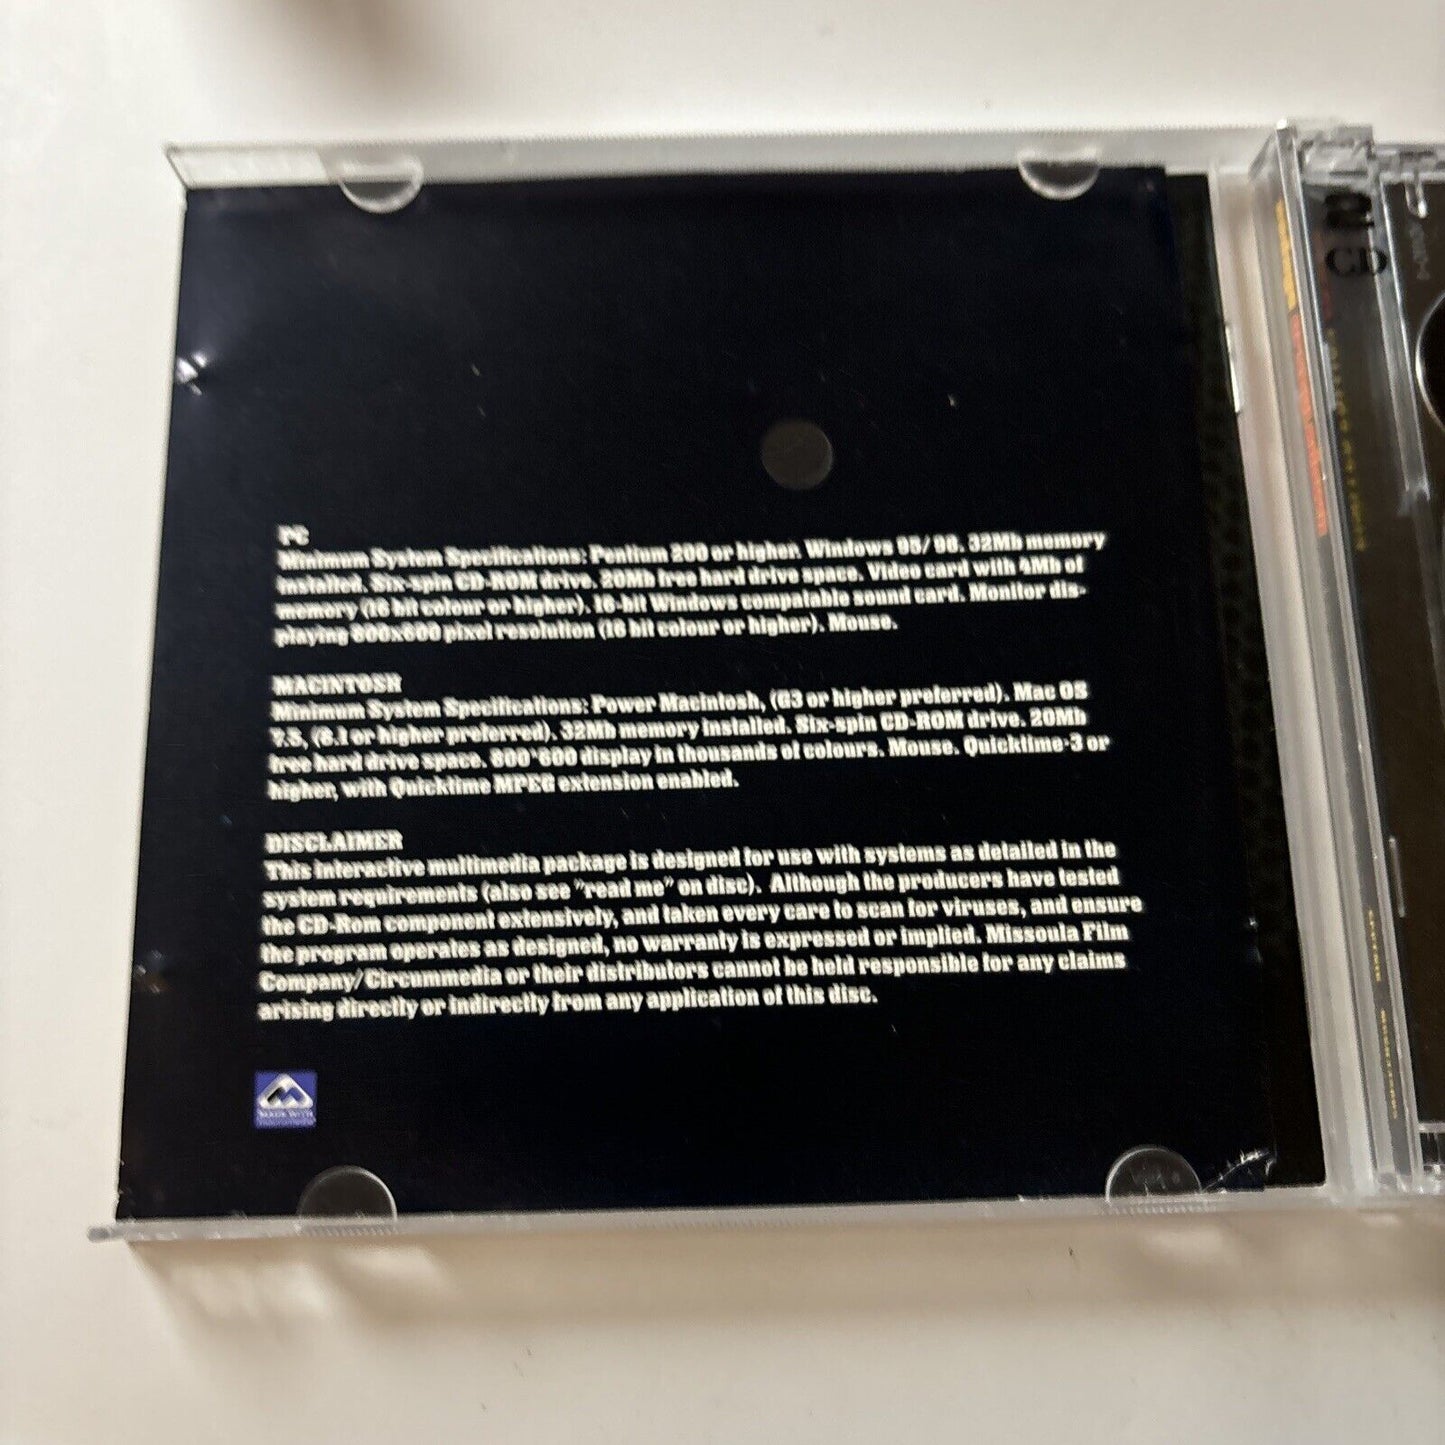 PC
Minimum System Specifications: Pentium 200 or higher. Windows 95/ 98. 32Mb memory
installed. Six-spin CD-ROM drive. 20Mb free hard drive space. Video card with 4Mb of
memory (16 bit colour or higher). 16-bit Windows compatable sound card. Monitor dis-
playing 800x600 pixel resolution (16 bit colour or higher). Mouse.
MACINTOSH
Minimum System Specifications: Power Macintosh, (G3 or higher preferred). Mac OS
7.5, (8.1 or higher preferred). 32Mb memory installed. Six-spin CD-ROM drive. 20Mb
free hard drive space. 800*600 display in thousands of colours. Mouse. Quicktime-3 or
higher, with Quicktime MPEG extension enabled.
DISCLAIMER
This interactive multimedia package is designed for use with systems as detailed in the
system requirements (also see "read me" on disc). Although the producers have tested
the CD-Rom component extensively, and taken every care to scan for viruses, and ensure
the program operates as designed, no warranty is expressed or implied. Missoula Film
Company/Circummedia or their distributors cannot be held responsible for any claims
arising directly or indirectly from any application of this disc.
MADE WITH
2
CD